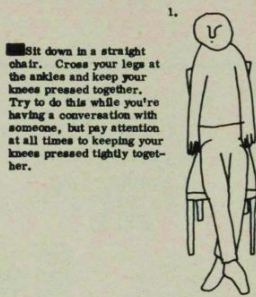 1.
Sit down in a straight
chair. Cross your legs at
the ankles and keep your
knees pressed together.
Try to do this while you're
having a conversation with
someone, but pay attention
at all times to keeping your
knees pressed tightly toget-
her.